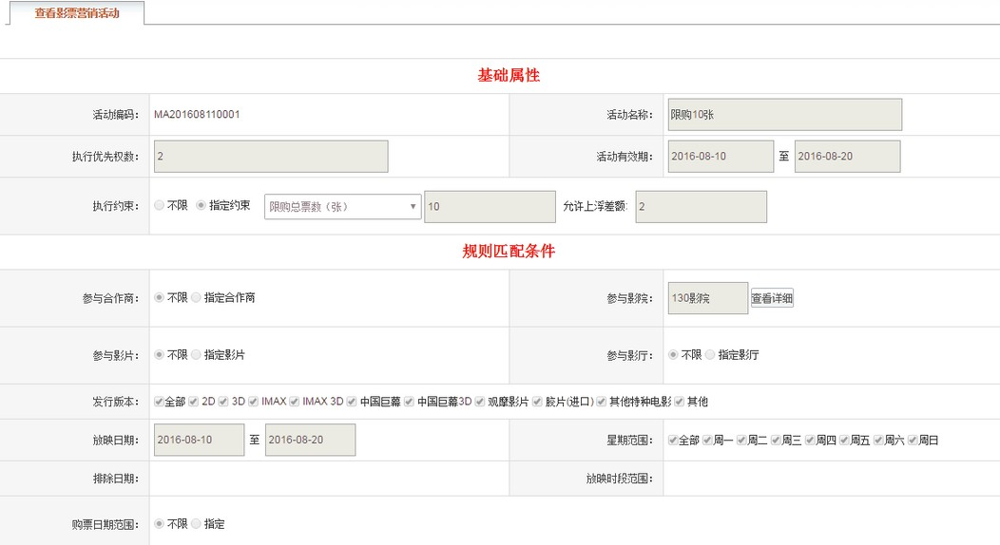 查看影票营销活动
基础属性
活动编码： MA201608110001 活动名称： 限购10张
执行优先权数： 2 活动有效期： 2016-08-10 至 2016-08-20
执行约束： 不限 指定约束 限购总票数（张） 10 允许上浮差额: 2
规则匹配条件
参与合作商： 不限 指定合作商 参与影院： 130影院 查看详细
参与影片： 不限 指定影片 参与影厅： 不限 指定影厅
发行版本： 全部 2D 3D IMAX IMAX 3D 中国巨幕 中国巨幕3D 观摩影片 胶片(进口) 其他特种电影 其他
放映日期： 2016-08-10 至 2016-08-20 星期范围： 全部 周一 周二 周三 周四 周五 周六 周日
排除日期： 放映时段范围：
购票日期范围： 不限 指定